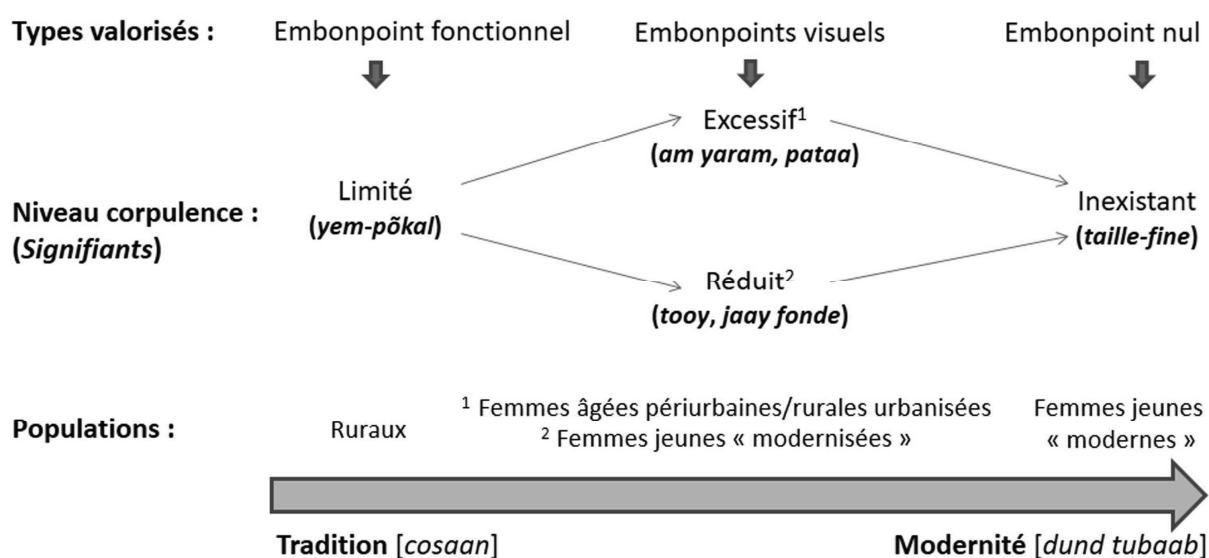 Types valorisés : Embonpoint fonctionnel Embonpoints visuels Embonpoint nul
Excessif¹
(am yaram, pataa)
Niveau corpulence :
(Signifiants)
Limité
(yem-põkal)
Inexistant
(taille-fine)
Réduit²
(tooy, jaay fonde)
Populations :
Ruraux
¹ Femmes âgées périurbaines/rurales urbanisées
² Femmes jeunes « modernisées »
Femmes jeunes
« modernes »
Tradition [cosaan] Modernité [dund tubaab]